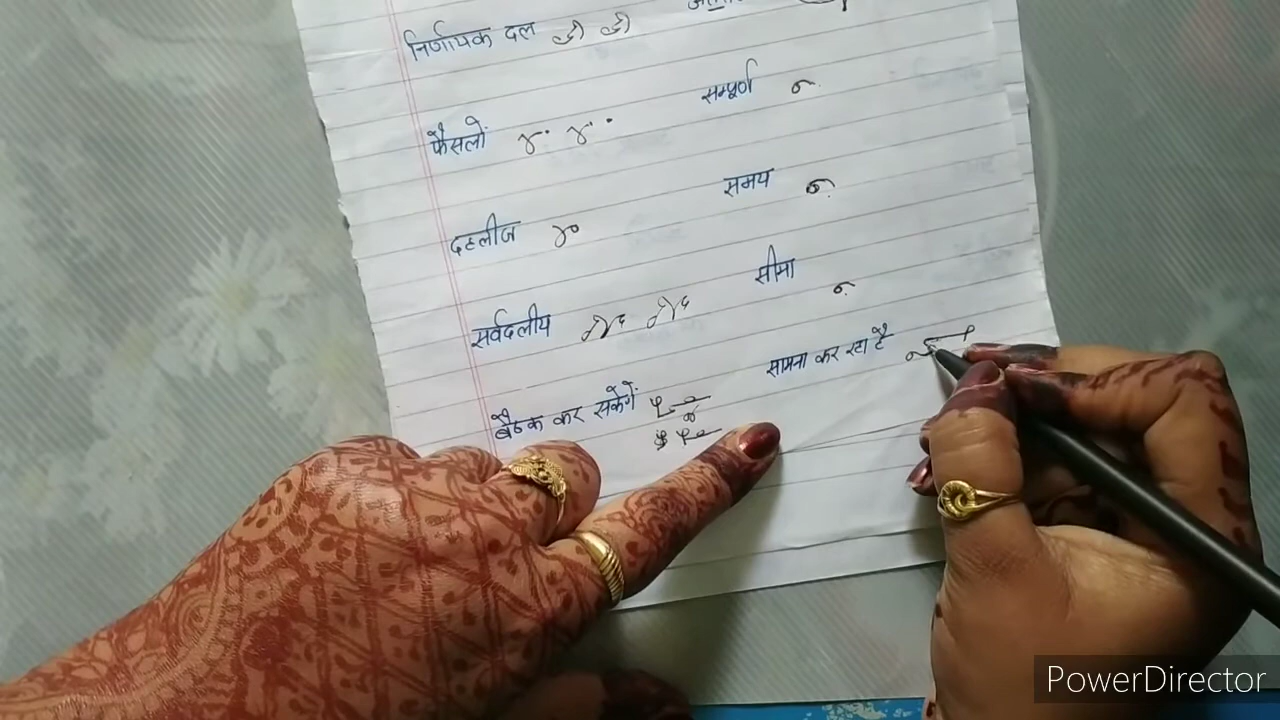 निर्णायक दल
फैसलों
दहलीज
सर्वदलीय
बैठक कर सकेगें
सम्पूर्ण
समय
सीमा
सामना कर रहा है
PowerDirector